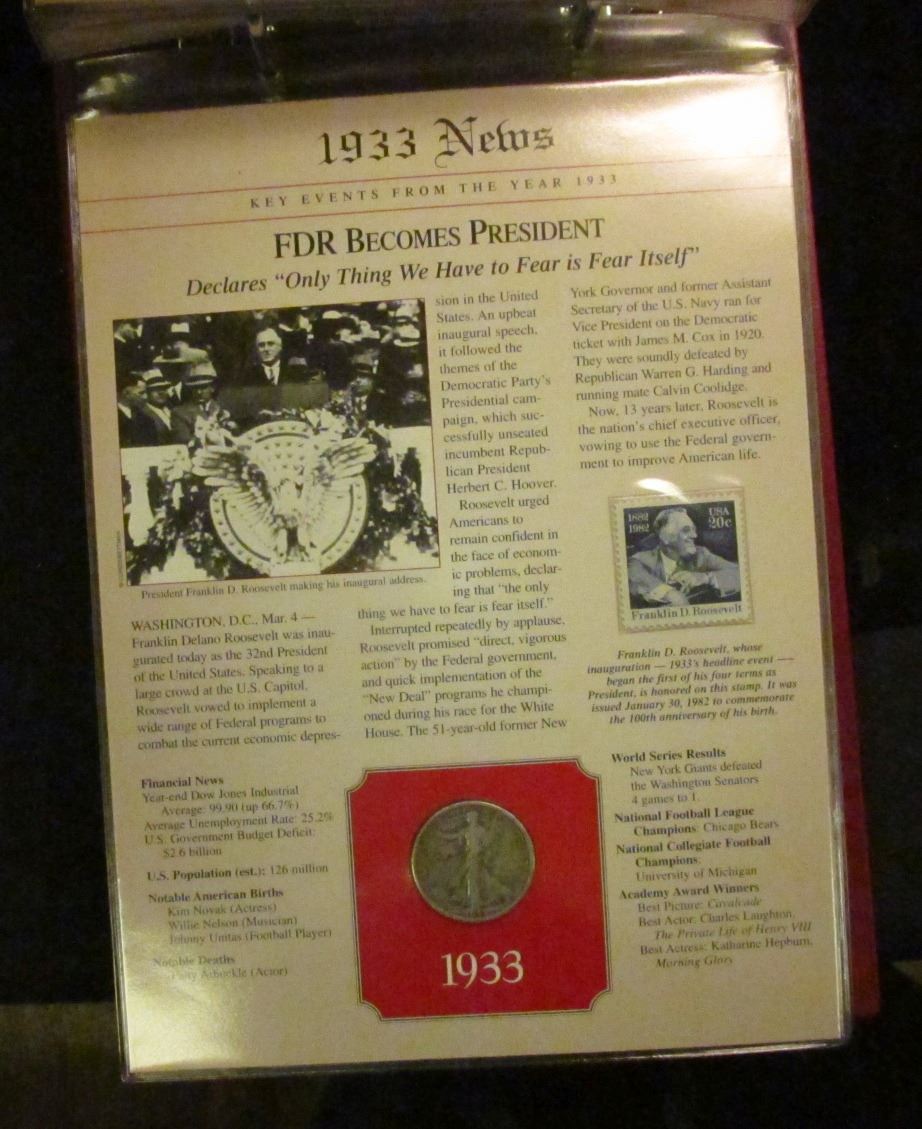 1933 News
KEY EVENTS FROM THE YEAR 1933
FDR BECOMES PRESIDENT
Declares “Only Thing We Have to Fear is Fear Itself”
President Franklin D. Roosevelt making his inaugural address.
WASHINGTON, D.C., Mar. 4 —
Franklin Delano Roosevelt was inau-
gurated today as the 32nd President
of the United States. Speaking to a
large crowd at the U.S. Capitol,
Roosevelt vowed to implement a
wide range of Federal programs to
combat the current economic depres-
sion in the United
States. An upbeat
inaugural speech,
it followed the
themes of the
Democratic Party’s
Presidential cam-
paign, which suc-
cessfully unseated
incumbent Repub-
lican President
Herbert C. Hoover.
Roosevelt urged
Americans to
remain confident in
the face of econom-
ic problems, declar-
ing that “the only
thing we have to fear is fear itself.”
Interrupted repeatedly by applause,
Roosevelt promised “direct, vigorous
action” by the Federal government,
and quick implementation of the
“New Deal” programs he champi-
oned during his race for the White
House. The 51-year-old former New
York Governor and former Assistant
Secretary of the U.S. Navy ran for
Vice President on the Democratic
ticket with James M. Cox in 1920.
They were soundly defeated by
Republican Warren G. Harding and
running mate Calvin Coolidge.
Now, 13 years later, Roosevelt is
the nation’s chief executive officer,
vowing to use the Federal govern-
ment to improve American life.
1882
1982
USA
20c
Franklin D. Roosevelt
Franklin D. Roosevelt, whose
inauguration — 1933’s headline event —
began the first of his four terms as
President, is honored on this stamp. It was
issued January 30, 1982 to commemorate
the 100th anniversary of his birth.
Financial News
Year-end Dow Jones Industrial
Average: 99.90 (up 66.7%)
Average Unemployment Rate: 25.2%
U.S. Government Budget Deficit:
$2.6 billion
U.S. Population (est.): 126 million
Notable American Births
Kim Novak (Actress)
Willie Nelson (Musician)
Johnny Unitas (Football Player)
Notable Deaths
Fatty Arbuckle (Actor)
1933
World Series Results
New York Giants defeated
the Washington Senators
4 games to 1.
National Football League
Champions: Chicago Bears
National Collegiate Football
Champions:
University of Michigan
Academy Award Winners
Best Picture: Cavalcade
Best Actor: Charles Laughton,
The Private Life of Henry VIII
Best Actress: Katharine Hepburn,
Morning Glory